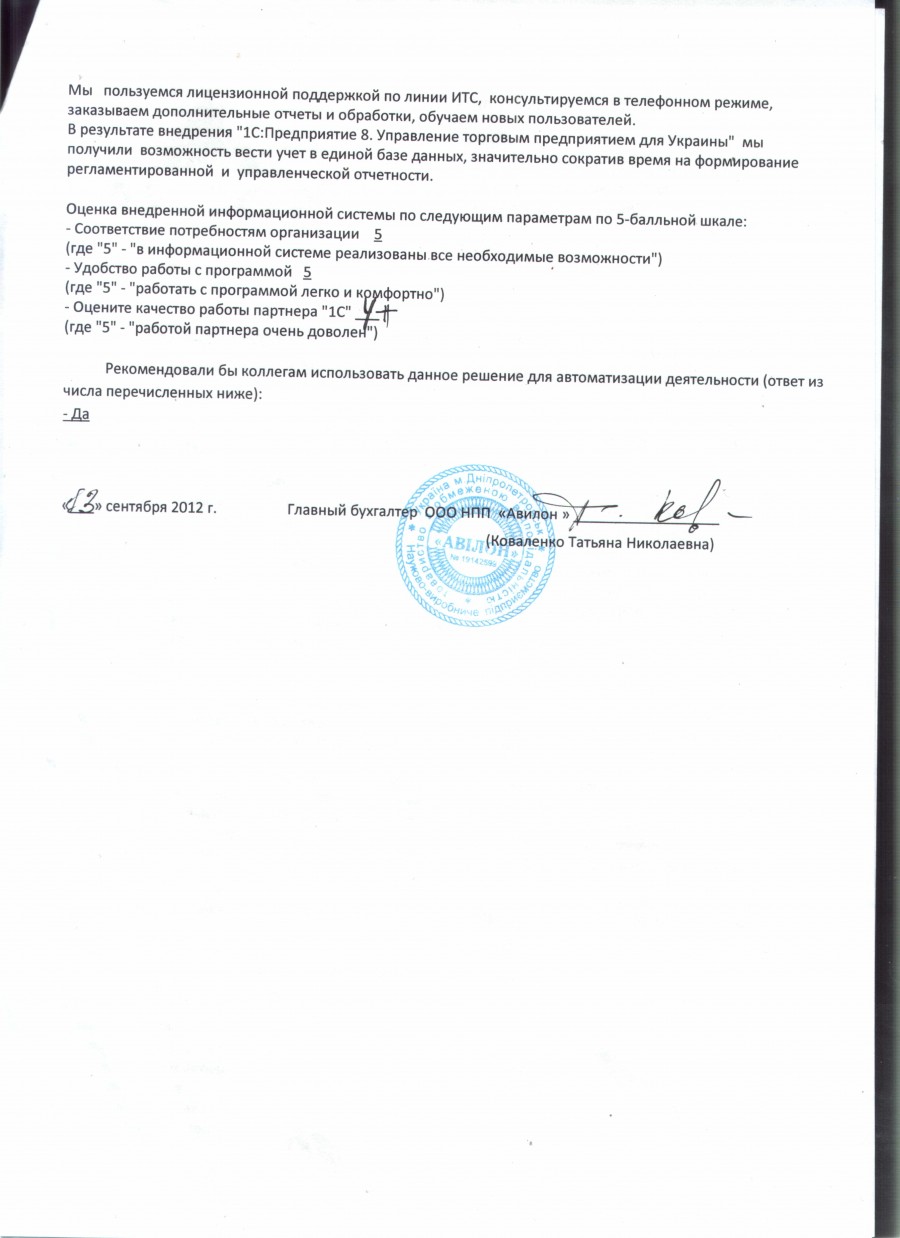 Мы пользуемся лицензионной поддержкой по линии ИТС, консультируемся в телефонном режиме,
заказываем дополнительные отчеты и обработки, обучаем новых пользователей.
В результате внедрения "1С:Предприятие 8. Управление торговым предприятием для Украины" мы
получили возможность вести учет в единой базе данных, значительно сократив время на формирование
регламентированной и управленческой отчетности.
Оценка внедренной информационной системы по следующим параметрам по 5-балльной шкале:
- Соответствие потребностям организации 5
(где "5" - "в информационной системе реализованы все необходимые возможности")
- Удобство работы с программой 5
(где "5" - "работать с программой легко и комфортно")
- Оцените качество работы партнера "1С" 4+
(где "5" - "работой партнера очень доволен")
Рекомендовали бы коллегам использовать данное решение для автоматизации деятельности (ответ из
числа перечисленных ниже):
- Да
«13» сентября 2012 г. Главный бухгалтер ООО НПП «Авилон »
(Коваленко Татьяна Николаевна)
Україна м Дніпропетровськ
Науково-виробниче підприємство
Товариство з обмеженою відповідальністю
«АВІЛОН»